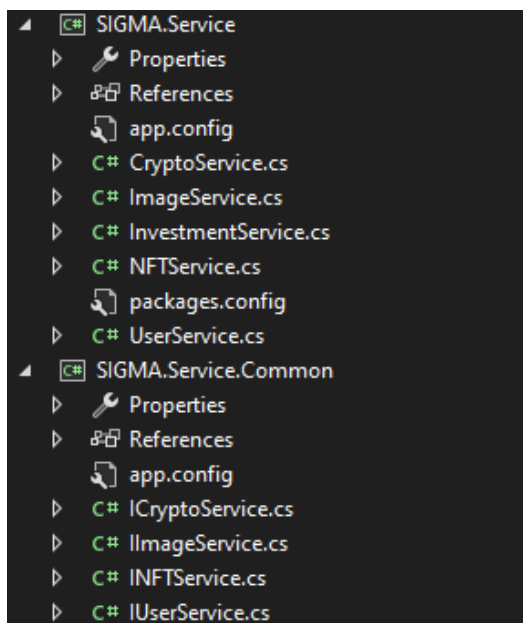 C# SIGMA.Service
Properties
References
app.config
C# CryptoService.cs
C# ImageService.cs
C# InvestmentService.cs
C# NFTService.cs
packages.config
C# UserService.cs
C# SIGMA.Service.Common
Properties
References
app.config
C# ICryptoService.cs
C# IImageService.cs
C# INFTService.cs
C# IUserService.cs